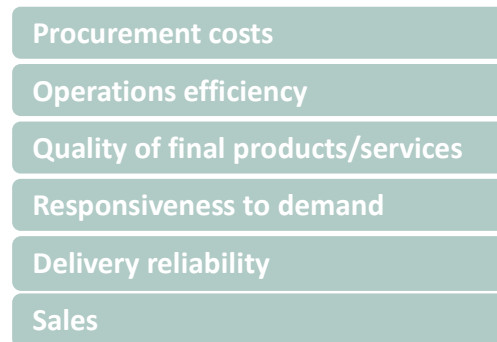 Procurement costs
Operations efficiency
Quality of final products/services
Responsiveness to demand
Delivery reliability
Sales